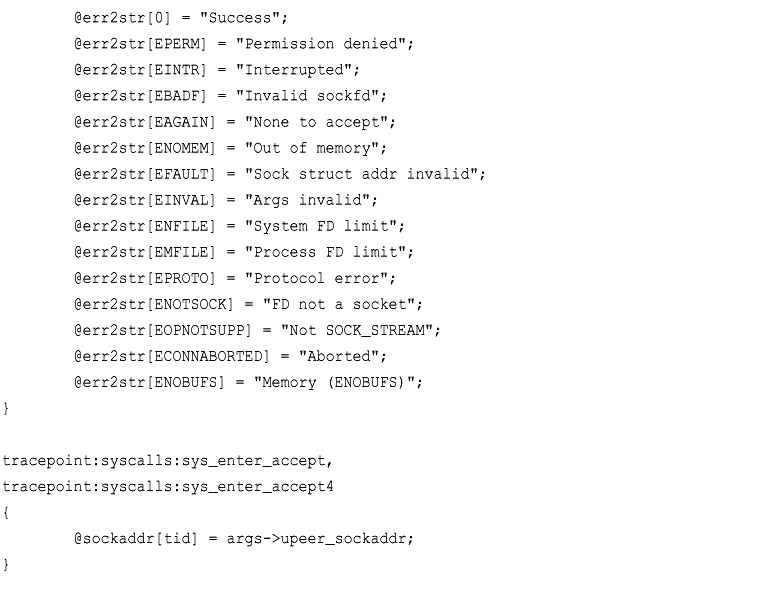 @err2str[0] = "Success";
@err2str[EPERM] = "Permission denied";
@err2str[EINTR] = "Interrupted";
@err2str[EBADF] = "Invalid sockfd";
@err2str[EAGAIN] = "None to accept";
@err2str[ENOMEM] = "Out of memory";
@err2str[EFAULT] = "Sock struct addr invalid";
@err2str[EINVAL] = "Args invalid";
@err2str[ENFILE] = "System FD limit";
@err2str[EMFILE] = "Process FD limit";
@err2str[EPROTO] = "Protocol error";
@err2str[ENOTSOCK] = "FD not a socket";
@err2str[EOPNOTSUPP] = "Not SOCK_STREAM";
@err2str[ECONNABORTED] = "Aborted";
@err2str[ENOBUFS] = "Memory (ENOBUFS)";
}
tracepoint:syscalls:sys_enter_accept,
tracepoint:syscalls:sys_enter_accept4
{
@sockaddr[tid] = args->upeer_sockaddr;
}